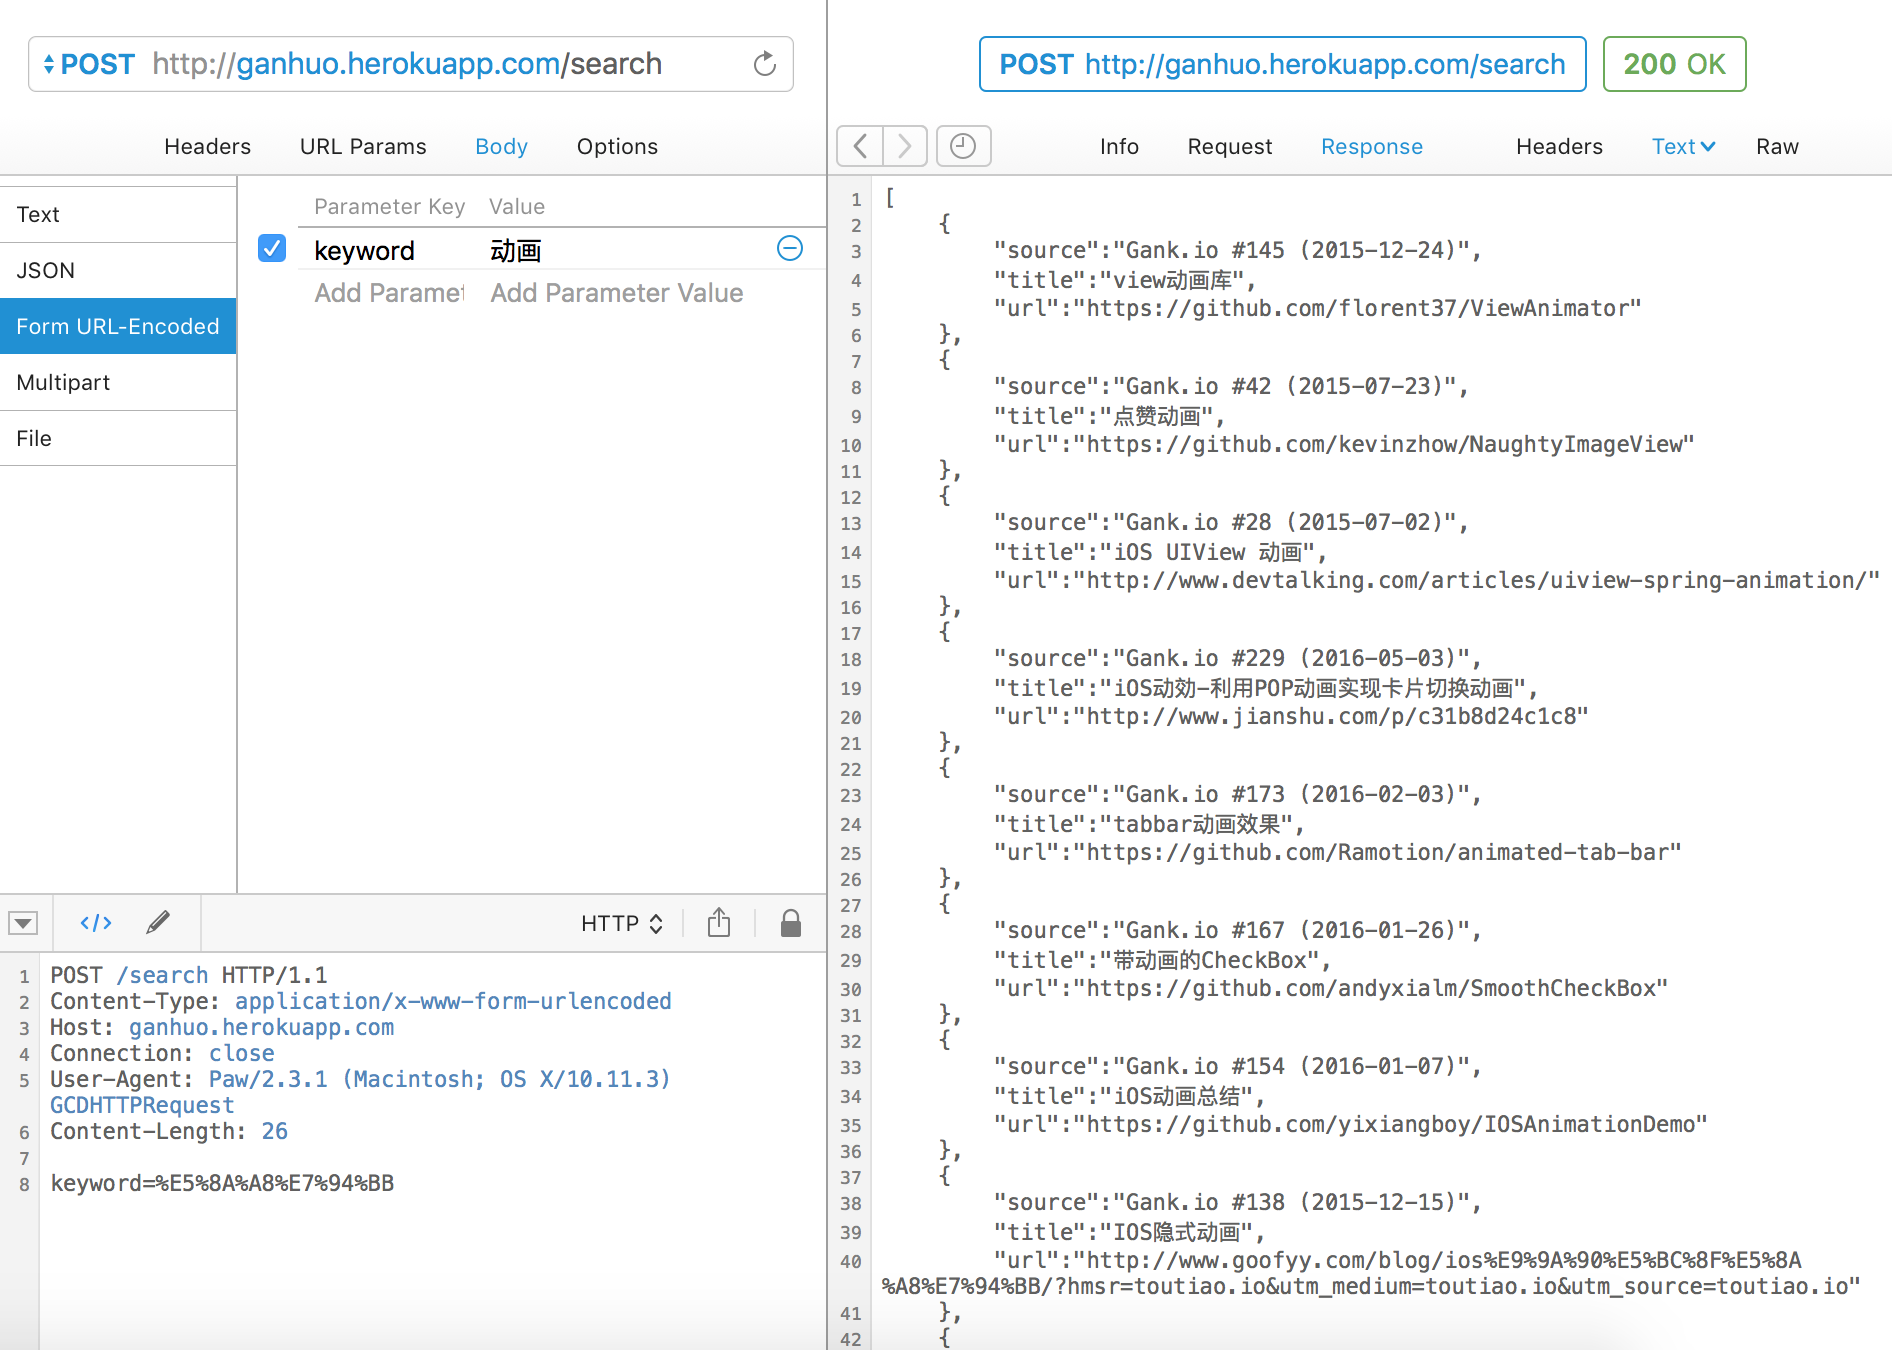 POST http://ganhuo.herokuapp.com/search
Headers URL Params Body Options
Text
JSON
Form URL-Encoded
Multipart
File
Parameter Key Value
keyword 动画
Add Paramet Add Parameter Value
HTTP
1 POST /search HTTP/1.1
2 Content-Type: application/x-www-form-urlencoded
3 Host: ganhuo.herokuapp.com
4 Connection: close
5 User-Agent: Paw/2.3.1 (Macintosh; OS X/10.11.3)
GCDHTTPRequest
6 Content-Length: 26
7
8 keyword=%E5%8A%A8%E7%94%BB
POST http://ganhuo.herokuapp.com/search 200 OK
Info Request Response Headers Text Raw
1 [
2 {
3 "source":"Gank.io #145 (2015-12-24)",
4 "title":"view动画库",
5 "url":"https://github.com/florent37/ViewAnimator"
6 },
7 {
8 "source":"Gank.io #42 (2015-07-23)",
9 "title":"点赞动画",
10 "url":"https://github.com/kevinzhow/NaughtyImageView"
11 },
12 {
13 "source":"Gank.io #28 (2015-07-02)",
14 "title":"iOS UIView 动画",
15 "url":"http://www.devtalking.com/articles/uiview-spring-animation/"
16 },
17 {
18 "source":"Gank.io #229 (2016-05-03)",
19 "title":"iOS动効-利用POP动画实现卡片切换动画",
20 "url":"http://www.jianshu.com/p/c31b8d24c1c8"
21 },
22 {
23 "source":"Gank.io #173 (2016-02-03)",
24 "title":"tabbar动画效果",
25 "url":"https://github.com/Ramotion/animated-tab-bar"
26 },
27 {
28 "source":"Gank.io #167 (2016-01-26)",
29 "title":"带动画的CheckBox",
30 "url":"https://github.com/andyxialm/SmoothCheckBox"
31 },
32 {
33 "source":"Gank.io #154 (2016-01-07)",
34 "title":"iOS动画总结",
35 "url":"https://github.com/yixiangboy/IOSAnimationDemo"
36 },
37 {
38 "source":"Gank.io #138 (2015-12-15)",
39 "title":"IOS隐式动画",
40 "url":"http://www.goofyy.com/blog/ios%E9%9A%90%E5%BC%8F%E5%8A
%A8%E7%94%BB/?hmsr=toutiao.io&utm_medium=toutiao.io&utm_source=toutiao.io"
41 },
42 {